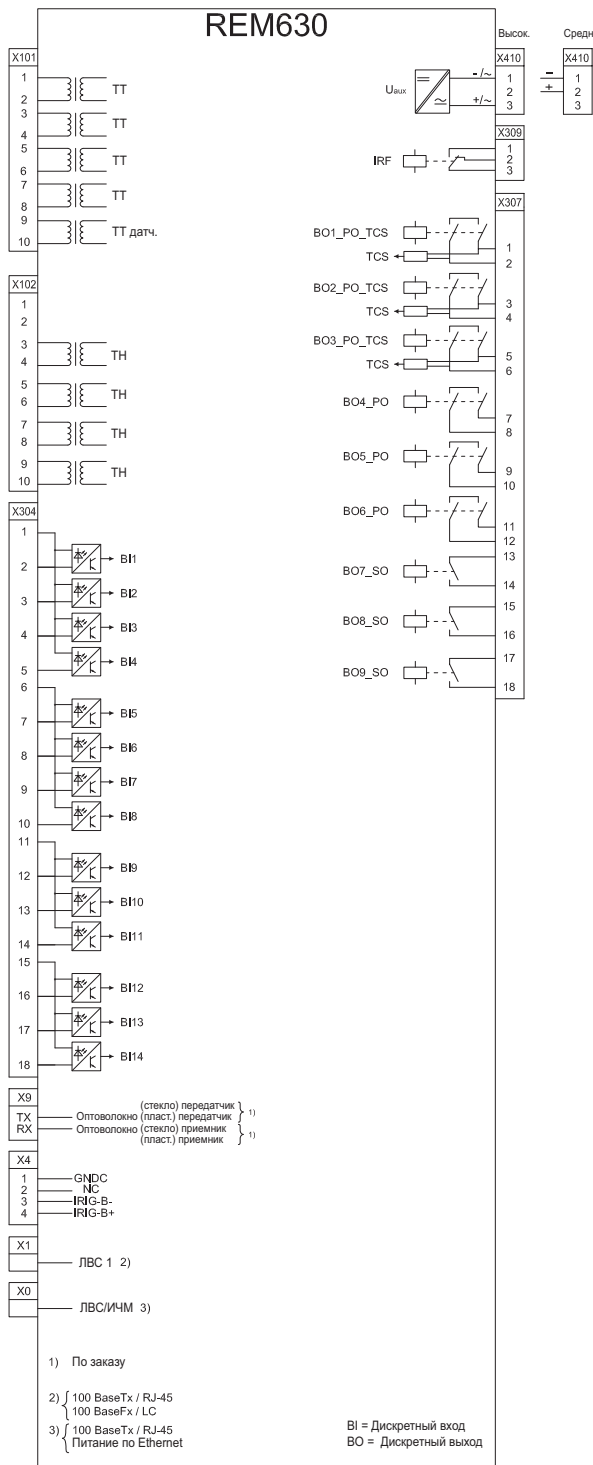 REM630
X101
1
2
TT
3
4
TT
5
6
TT
7
8
TT
9
10
ТТ датч.
X102
1
2
3
4
ТН
5
6
ТН
7
8
ТН
9
10
ТН
X304
1
2
BI1
3
BI2
4
BI3
5
BI4
6
7
BI5
8
BI6
9
BI7
10
BI8
11
12
BI9
13
BI10
14
BI11
15
16
BI12
17
BI13
18
BI14
X9
TX
RX
(стекло) передатчик
Оптоволокно (пласт.) передатчик
1)
Оптоволокно (стекло) приемник
(пласт.) приемник
1)
X4
1
GNDC
2
NC
3
IRIG-B-
4
IRIG-B+
X1
ЛВС 1 2)
X0
ЛВС/ИЧМ 3)
Высок.
Средн
X410
X410
Uaux
- /~
1
2
+/~
3
−
1
+
2
3
X309
IRF
1
2
3
X307
BO1_PO_TCS
1
TCS
2
BO2_PO_TCS
3
TCS
4
BO3_PO_TCS
5
TCS
6
BO4_PO
7
8
BO5_PO
9
10
BO6_PO
11
12
BO7_SO
13
14
BO8_SO
15
16
BO9_SO
17
18
1) По заказу
2) 100 BaseTx / RJ-45
100 BaseFx / LC
3) 100 BaseTx / RJ-45
Питание по Ethernet
BI = Дискретный вход
BO = Дискретный выход